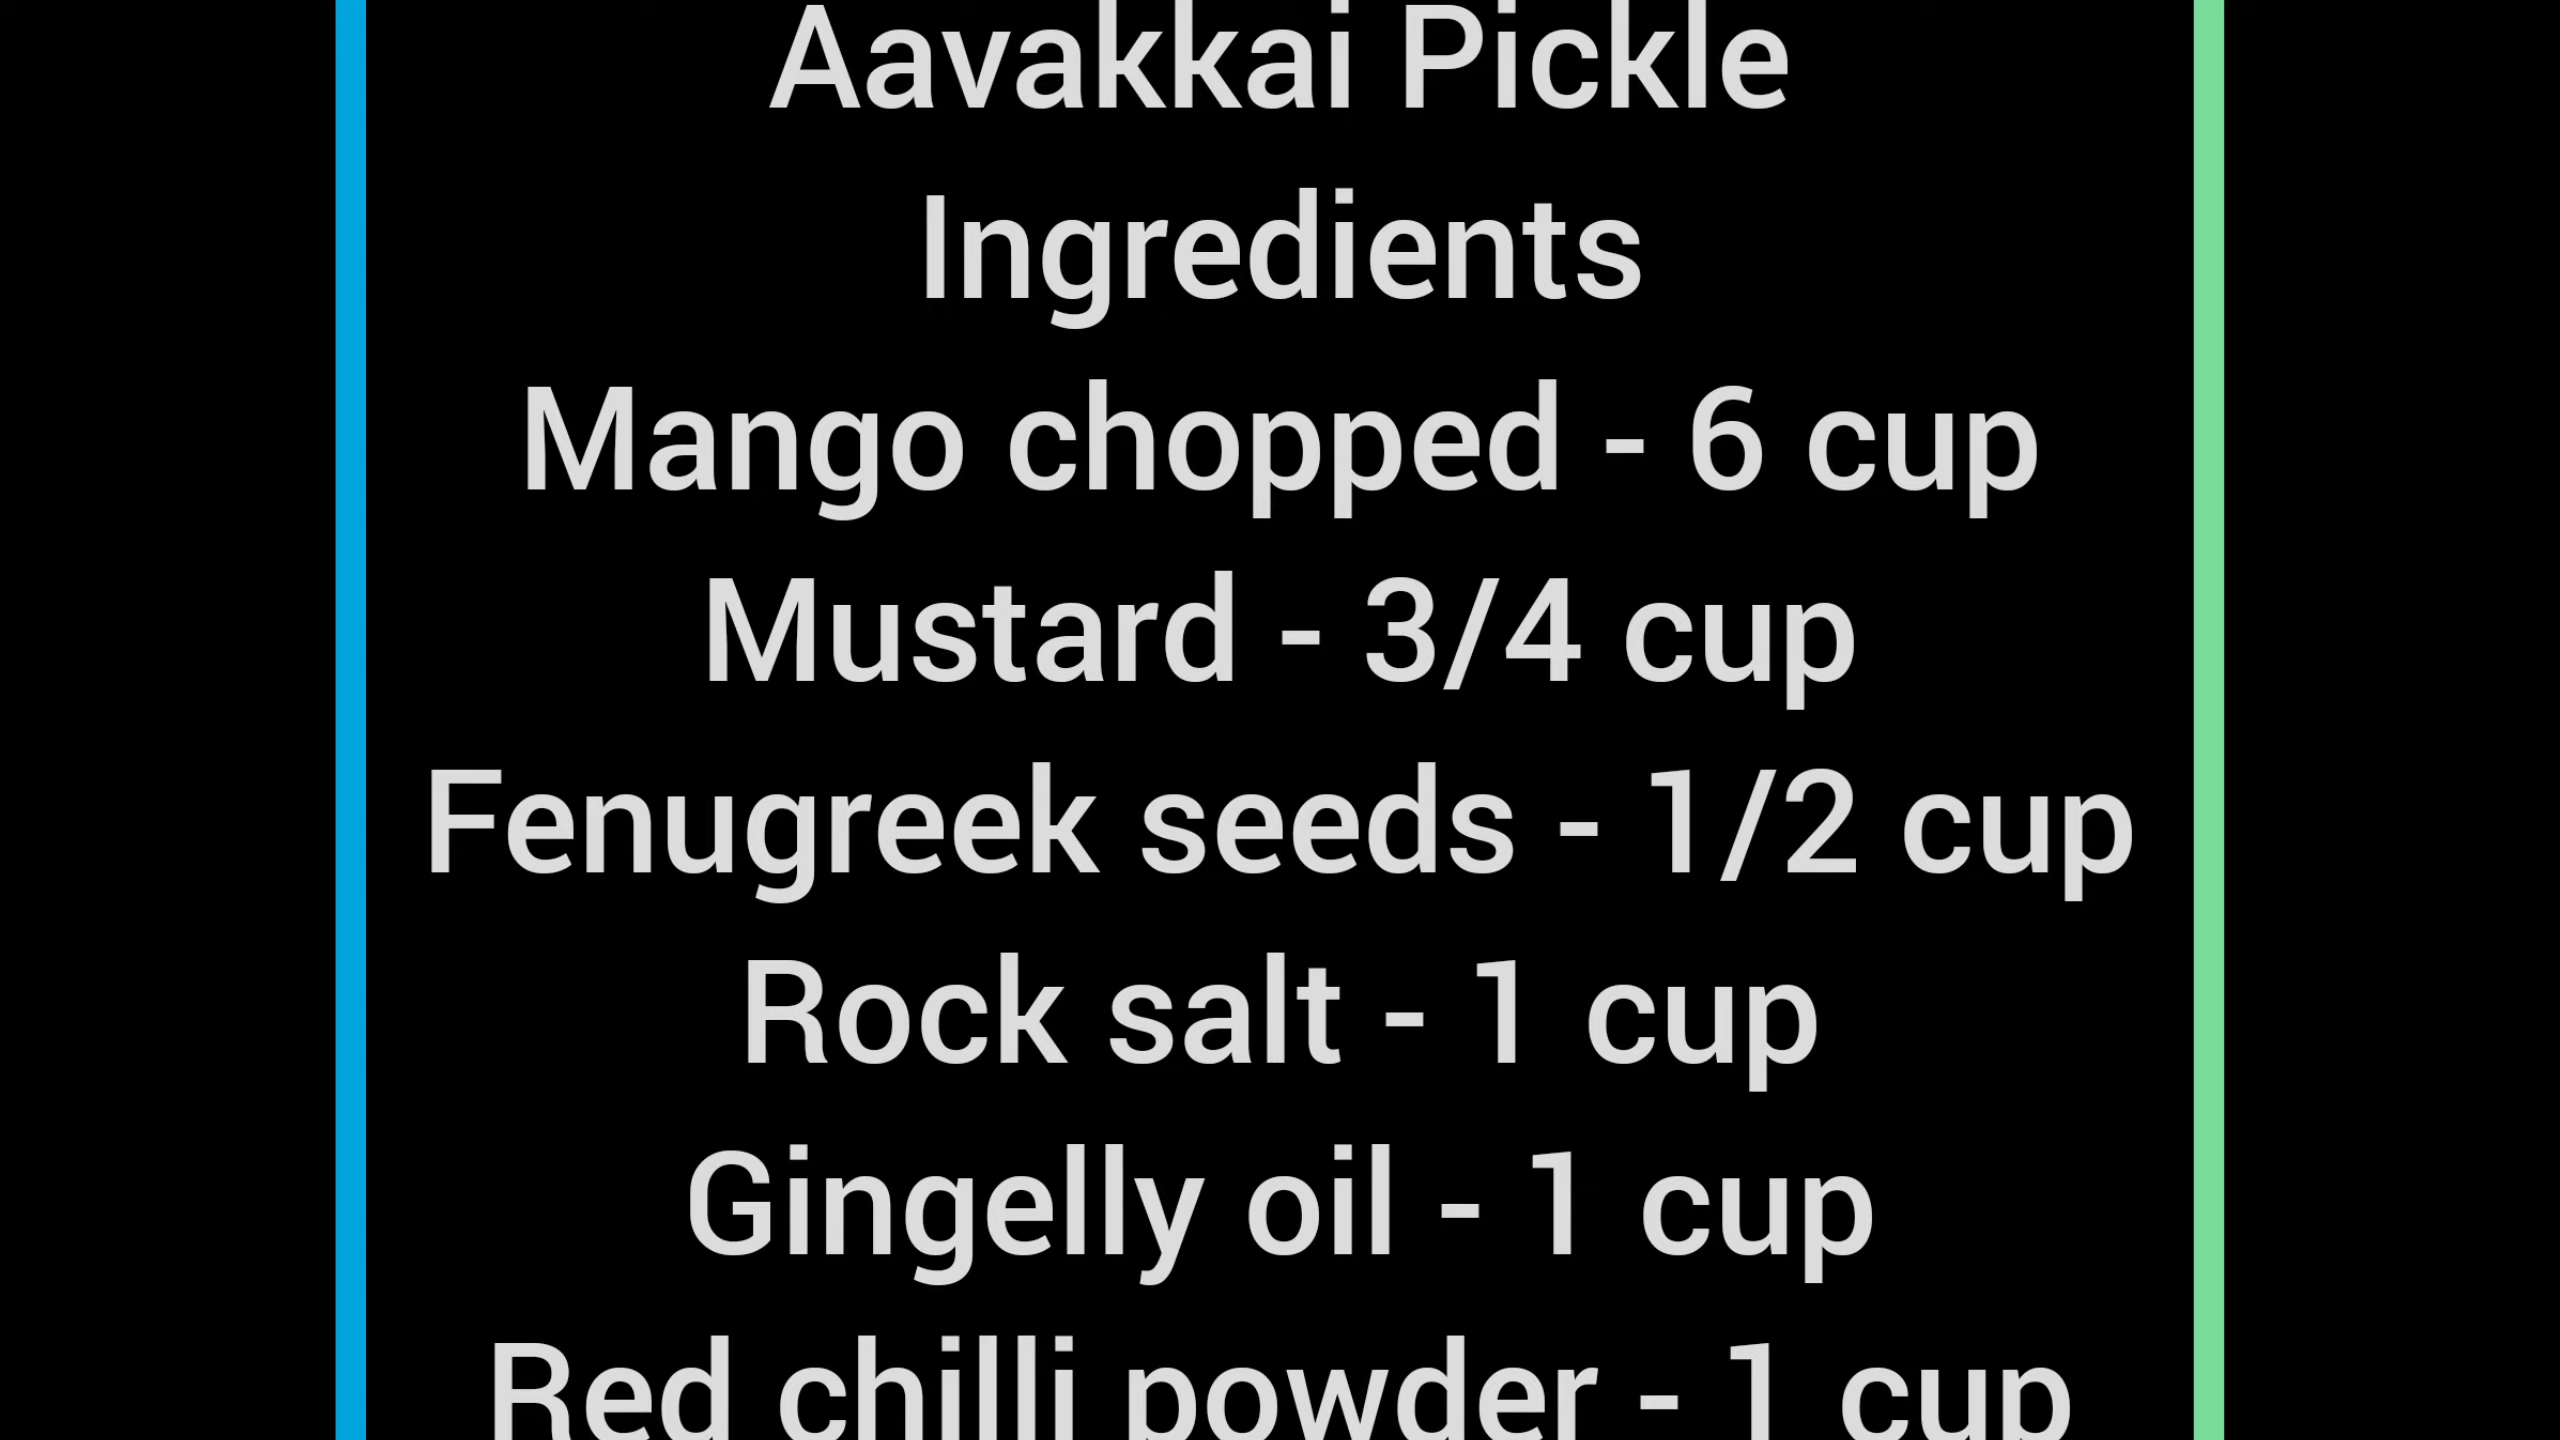 Aavakkai Pickle
Ingredients
Mango chopped - 6 cup
Mustard - 3/4 cup
Fenugreek seeds - 1/2 cup
Rock salt - 1 cup
Gingelly oil - 1 cup
Red chilli powder - 1 cup